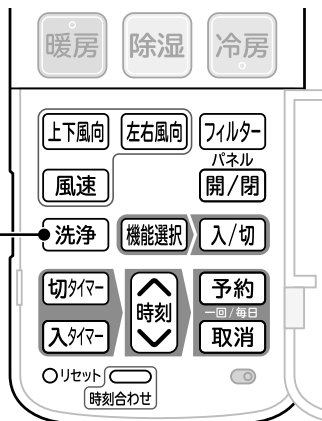 暖房 除湿 冷房
上下風向 左右風向 フィルター
パネル
風速 開/閉
洗浄 機能選択 入/切
切タイマー 時刻 予約
一回/毎日
入タイマー 取消
リセット
時刻合わせ